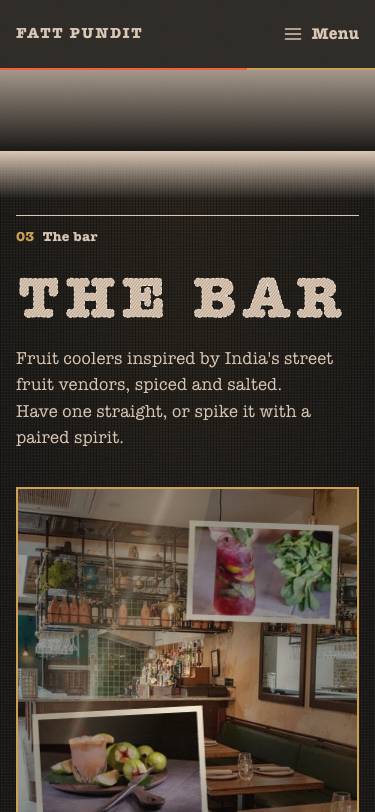 FATT PUNDIT
Menu
03 The bar
THE BAR
Fruit coolers inspired by India's street
fruit vendors, spiced and salted.
Have one straight, or spike it with a
paired spirit.